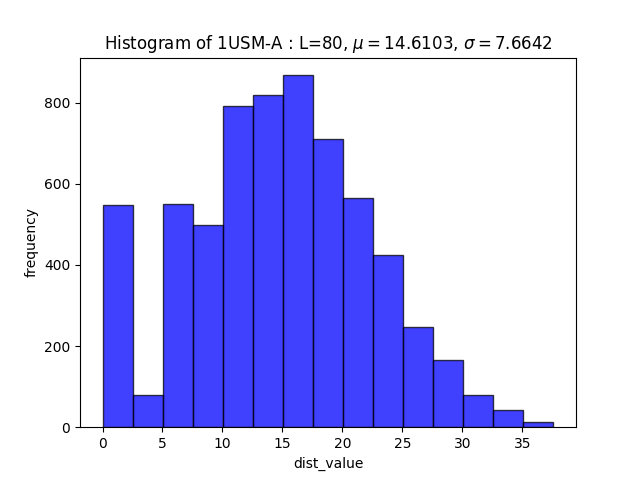 Histogram of 1USM-A : L=80, μ = 14.6103, σ = 7.6642
800
600
400
200
0
frequency
0 5 10 15 20 25 30 35
dist_value